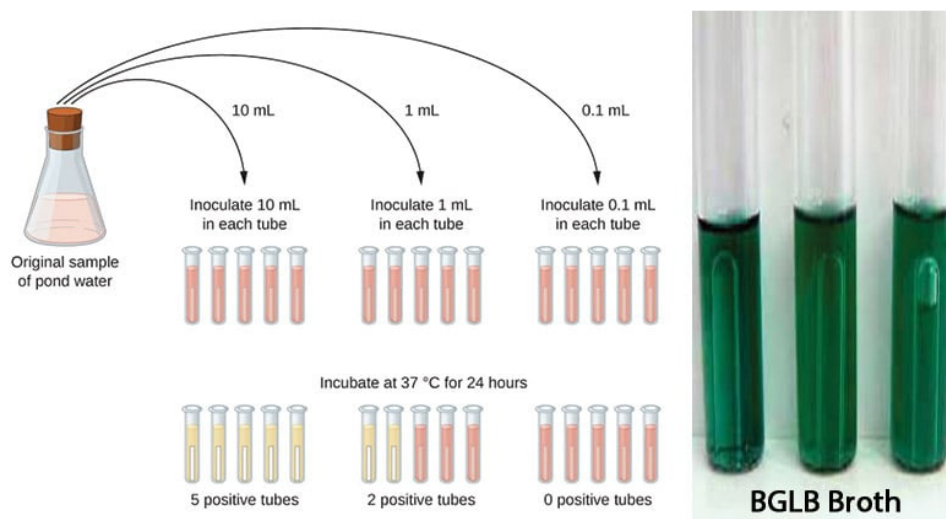 10 mL
1 mL
0.1 mL
Original sample
of pond water
Inoculate 10 mL
in each tube
Inoculate 1 mL
in each tube
Inoculate 0.1 mL
in each tube
Incubate at 37 °C for 24 hours
5 positive tubes
2 positive tubes
0 positive tubes
BGLB Broth